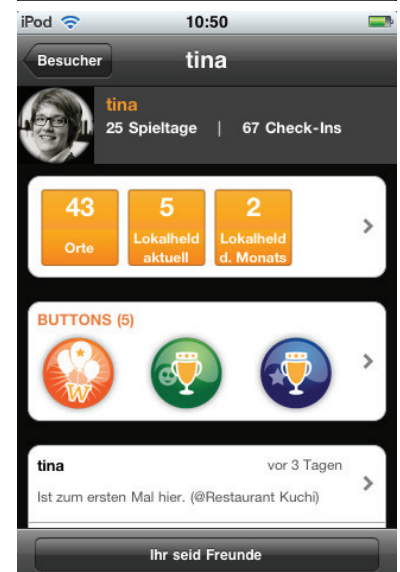 iPod 10:50
Besucher tina
tina
25 Spieltage | 67 Check-Ins
43 5 2
Orte Lokalheld aktuell Lokalheld d. Monats
BUTTONS (5)
W
tina vor 3 Tagen
Ist zum ersten Mal hier. (@Restaurant Kuchi)
Ihr seid Freunde